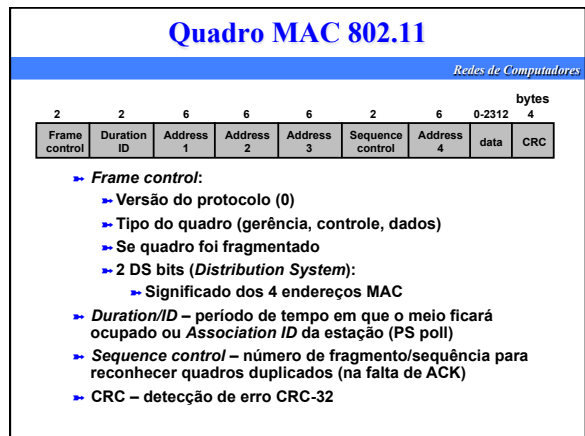 Quadro MAC 802.11
Redes de Computadores
bytes
2 2 6 6 6 2 6 0-2312 4
Frame control Duration ID Address 1 Address 2 Address 3 Sequence control Address 4 data CRC
➳ Frame control:
➳ Versão do protocolo (0)
➳ Tipo do quadro (gerência, controle, dados)
➳ Se quadro foi fragmentado
➳ 2 DS bits (Distribution System):
➳ Significado dos 4 endereços MAC
➳ Duration/ID – período de tempo em que o meio ficará
ocupado ou Association ID da estação (PS poll)
➳ Sequence control – número de fragmento/sequência para
reconhecer quadros duplicados (na falta de ACK)
➳ CRC – detecção de erro CRC-32